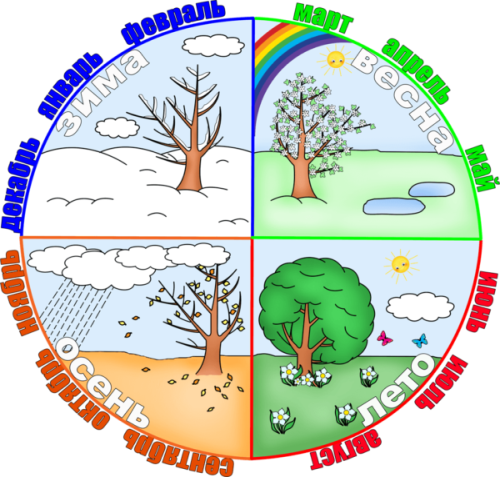 зима
декабрь
январь
февраль
весна
март
апрель
май
лето
июнь
июль
август
осень
сентябрь
октябрь
ноябрь